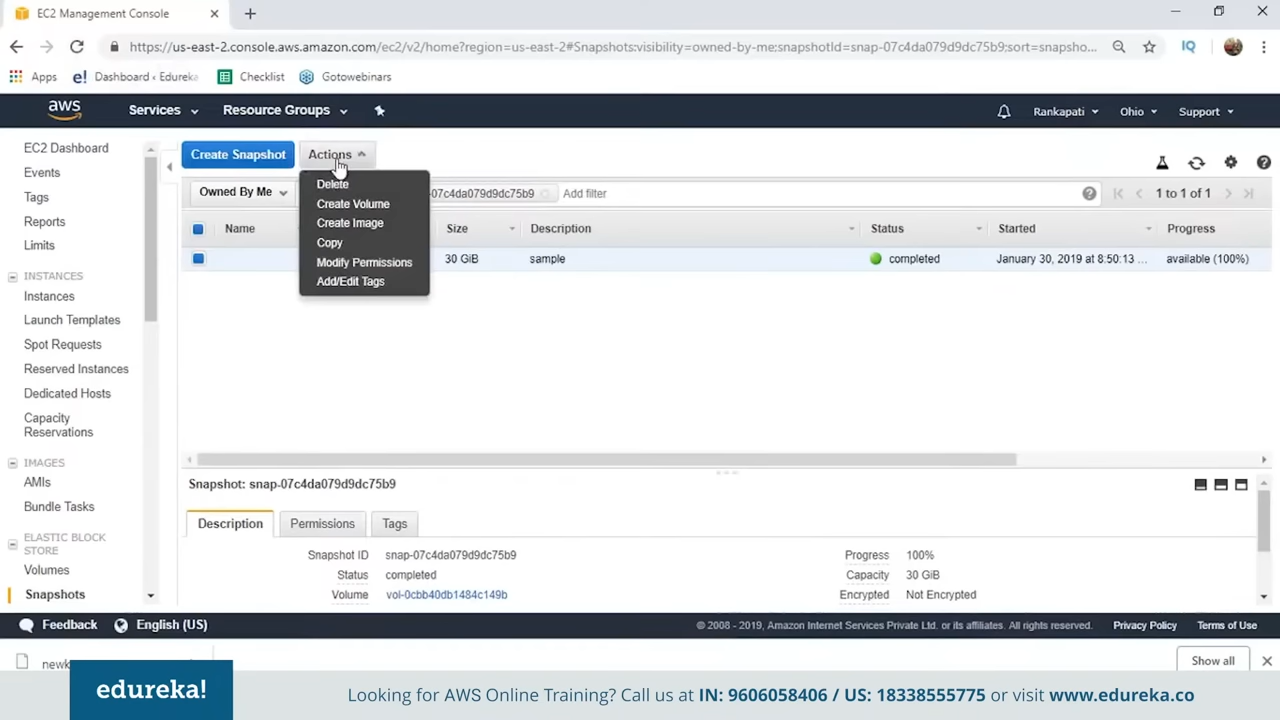 EC2 Management Console
https://us-east-2.console.aws.amazon.com/ec2/v2/home?region=us-east-2#Snapshots:visibility=owned-by-me;snapshotId=snap-07c4da079d9dc75b9;sort=snapsho...
Apps Dashboard < Edureka Checklist Gotowebinars
aws Services Resource Groups Rankapati Ohio Support
EC2 Dashboard
Events
Tags
Reports
Limits
INSTANCES
Instances
Launch Templates
Spot Requests
Reserved Instances
Dedicated Hosts
Capacity
Reservations
IMAGES
AMIs
Bundle Tasks
ELASTIC BLOCK
STORE
Volumes
Snapshots
Create Snapshot Actions
Delete
Create Volume
Create Image
Copy
Modify Permissions
Add/Edit Tags
Owned By Me 07c4da079d9dc75b9 Add filter 1 to 1 of 1
Name Size Description Status Started Progress
30 GiB sample completed January 30, 2019 at 8:50:13 ... available (100%)
Snapshot: snap-07c4da079d9dc75b9
Description Permissions Tags
Snapshot ID snap-07c4da079d9dc75b9 Progress 100%
Status completed Capacity 30 GiB
Volume vol-0cbb40db1484c149b Encrypted Not Encrypted
Feedback English (US) © 2008 - 2019, Amazon Internet Services Private Ltd. or its affiliates. All rights reserved. Privacy Policy Terms of Use
newk Show all
edureka! Looking for AWS Online Training? Call us at IN: 9606058406 / US: 18338555775 or visit www.edureka.co